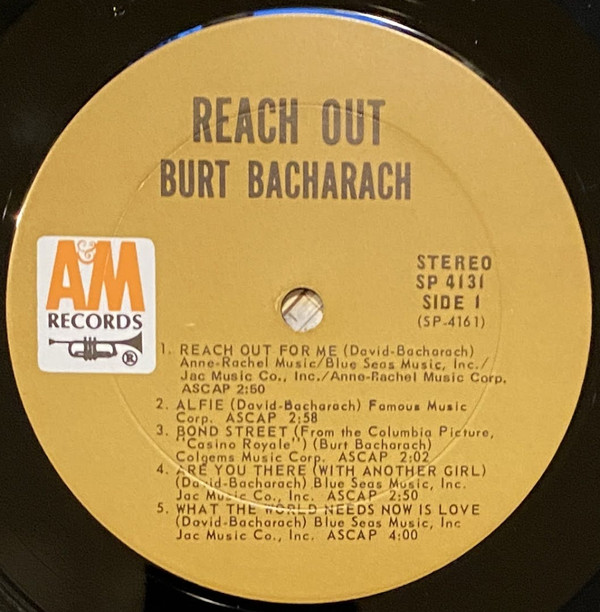 REACH OUT
BURT BACHARACH
A&M
RECORDS
®
STEREO
SP 4131
SIDE 1
(SP-4161)
1. REACH OUT FOR ME (David-Bacharach)
Anne-Rachel Music/Blue Seas Music, Inc./
Jac Music Co., Inc./Anne-Rachel Music Corp.
ASCAP 2:50
2. ALFIE (David-Bacharach) Famous Music
Corp. ASCAP 2:58
3. BOND STREET (From the Columbia Picture,
"Casino Royale") (Burt Bacharach)
Colgems Music Corp. ASCAP 2:02
4. ARE YOU THERE (WITH ANOTHER GIRL)
(David-Bacharach) Blue Seas Music, Inc.
Jac Music Co., Inc. ASCAP 2:50
5. WHAT THE WORLD NEEDS NOW IS LOVE
(David-Bacharach) Blue Seas Music, Inc
Jac Music Co., Inc. ASCAP 4:00